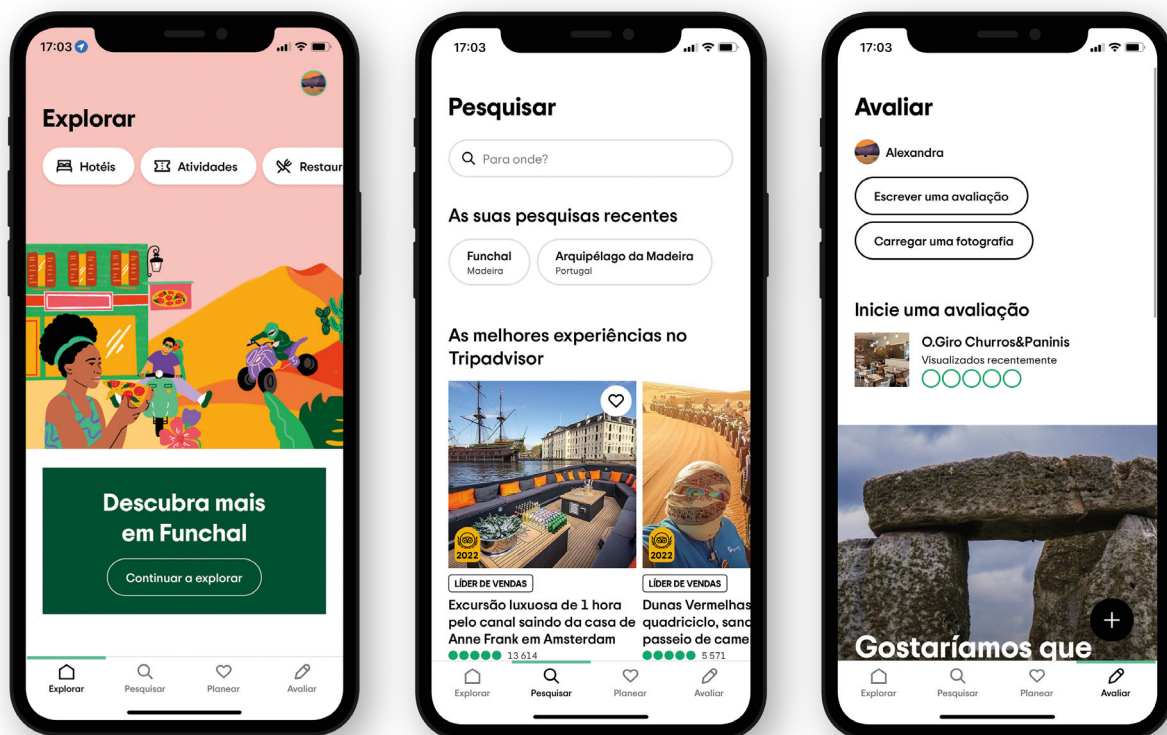 17:03
Explorar
Hotéis
Atividades
Restaur
Descubra mais
em Funchal
Continuar a explorar
Explorar
Pesquisar
Planear
Avaliar
17:03
Pesquisar
Para onde?
As suas pesquisas recentes
Funchal
Madeira
Arquipélago da Madeira
Portugal
As melhores experiências no
Tripadvisor
2022
2022
LÍDER DE VENDAS
Excursão luxuosa de 1 hora
pelo canal saindo da casa de
Anne Frank em Amsterdam
13 614
LÍDER DE VENDAS
Dunas Vermelhas
quadriciclo, sand
passeio de came
5 571
Explorar
Pesquisar
Planear
Avaliar
17:03
Avaliar
Alexandra
Escrever uma avaliação
Carregar uma fotografia
Inicie uma avaliação
O.Giro Churros&Paninis
Visualizados recentemente
Gostaríamos que
Explorar
Pesquisar
Planear
Avaliar